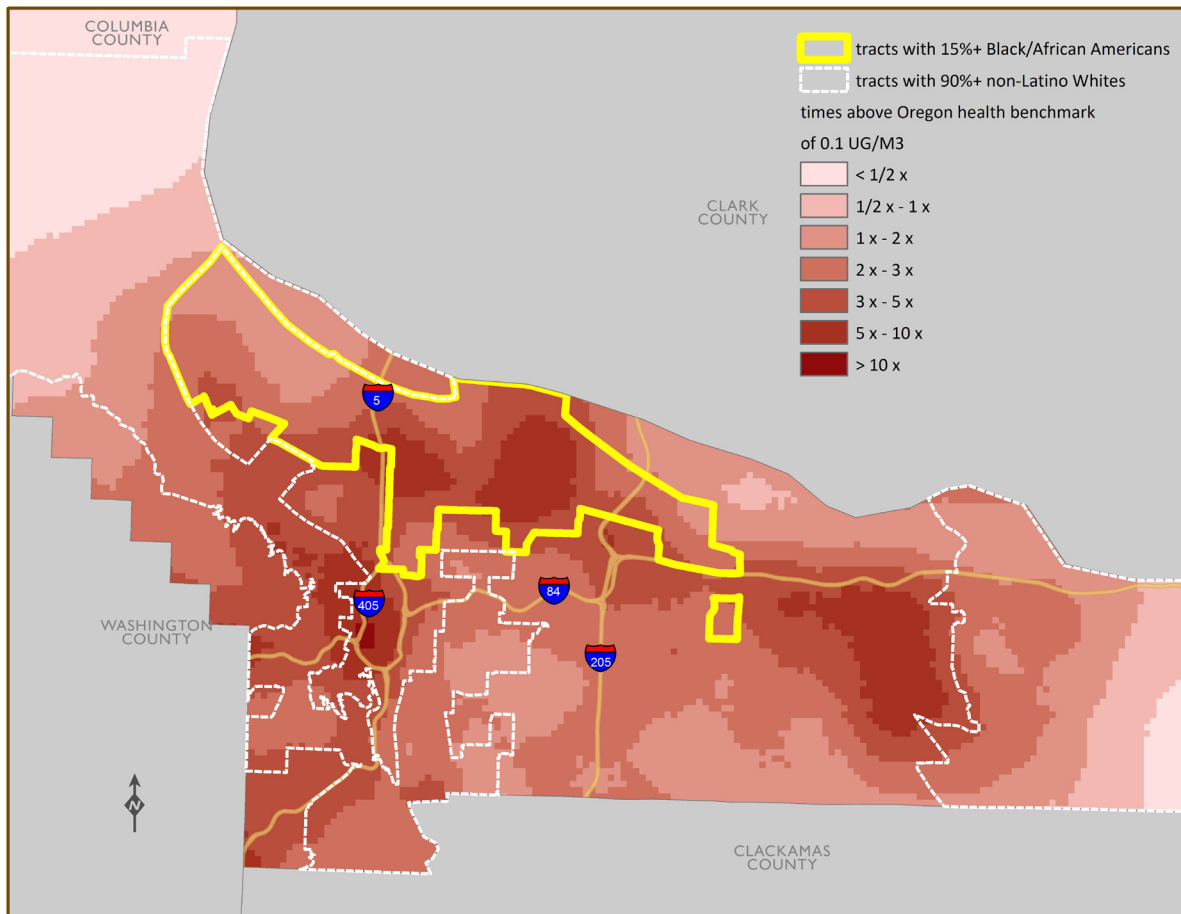 COLUMBIA
COUNTY
tracts with 15%+ Black/African Americans
tracts with 90%+ non-Latino Whites
times above Oregon health benchmark
of 0.1 UG/M3
< 1/2 x
1/2 x - 1 x
1 x - 2 x
2 x - 3 x
3 x - 5 x
5 x - 10 x
> 10 x
CLARK
COUNTY
5
84
405
205
WASHINGTON
COUNTY
N
CLACKAMAS
COUNTY